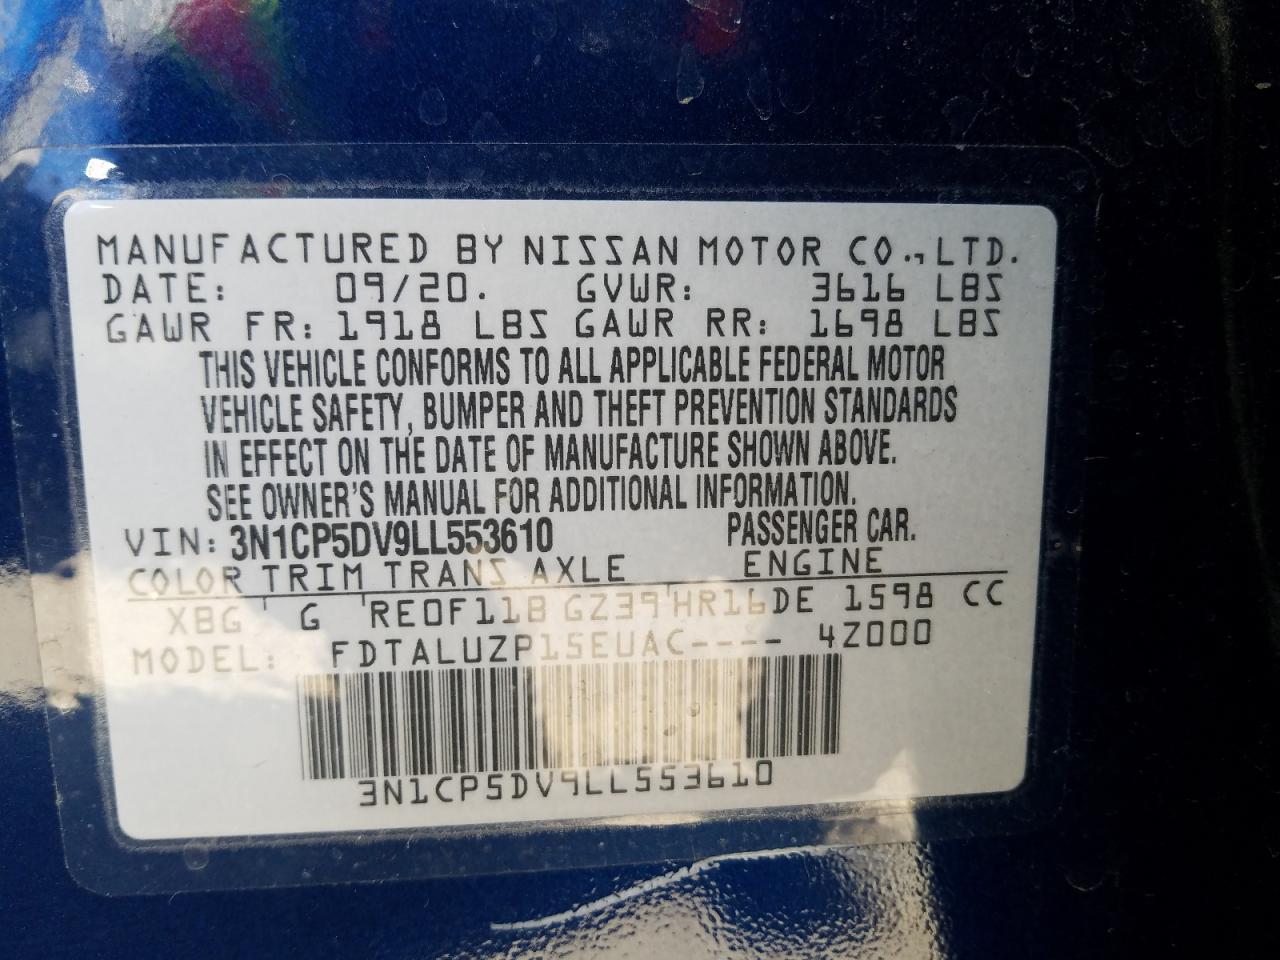 MANUFACTURED BY NISSAN MOTOR CO., LTD.
DATE: 09/20. GVWR: 3616 LBS
GAWR FR: 1918 LBS GAWR RR: 1698 LBS
THIS VEHICLE CONFORMS TO ALL APPLICABLE FEDERAL MOTOR
VEHICLE SAFETY, BUMPER AND THEFT PREVENTION STANDARDS
IN EFFECT ON THE DATE OF MANUFACTURE SHOWN ABOVE.
SEE OWNER'S MANUAL FOR ADDITIONAL INFORMATION.
VIN: 3N1CP5DV9LL553610 PASSENGER CAR.
COLOR TRIM TRANS AXLE ENGINE
XBG ' G 'RE0F11B GZ39'HR16DE 1598 CC
MODEL: FDTALUZP15EUAC---- 4Z000
3N1CP5DV9LL553610